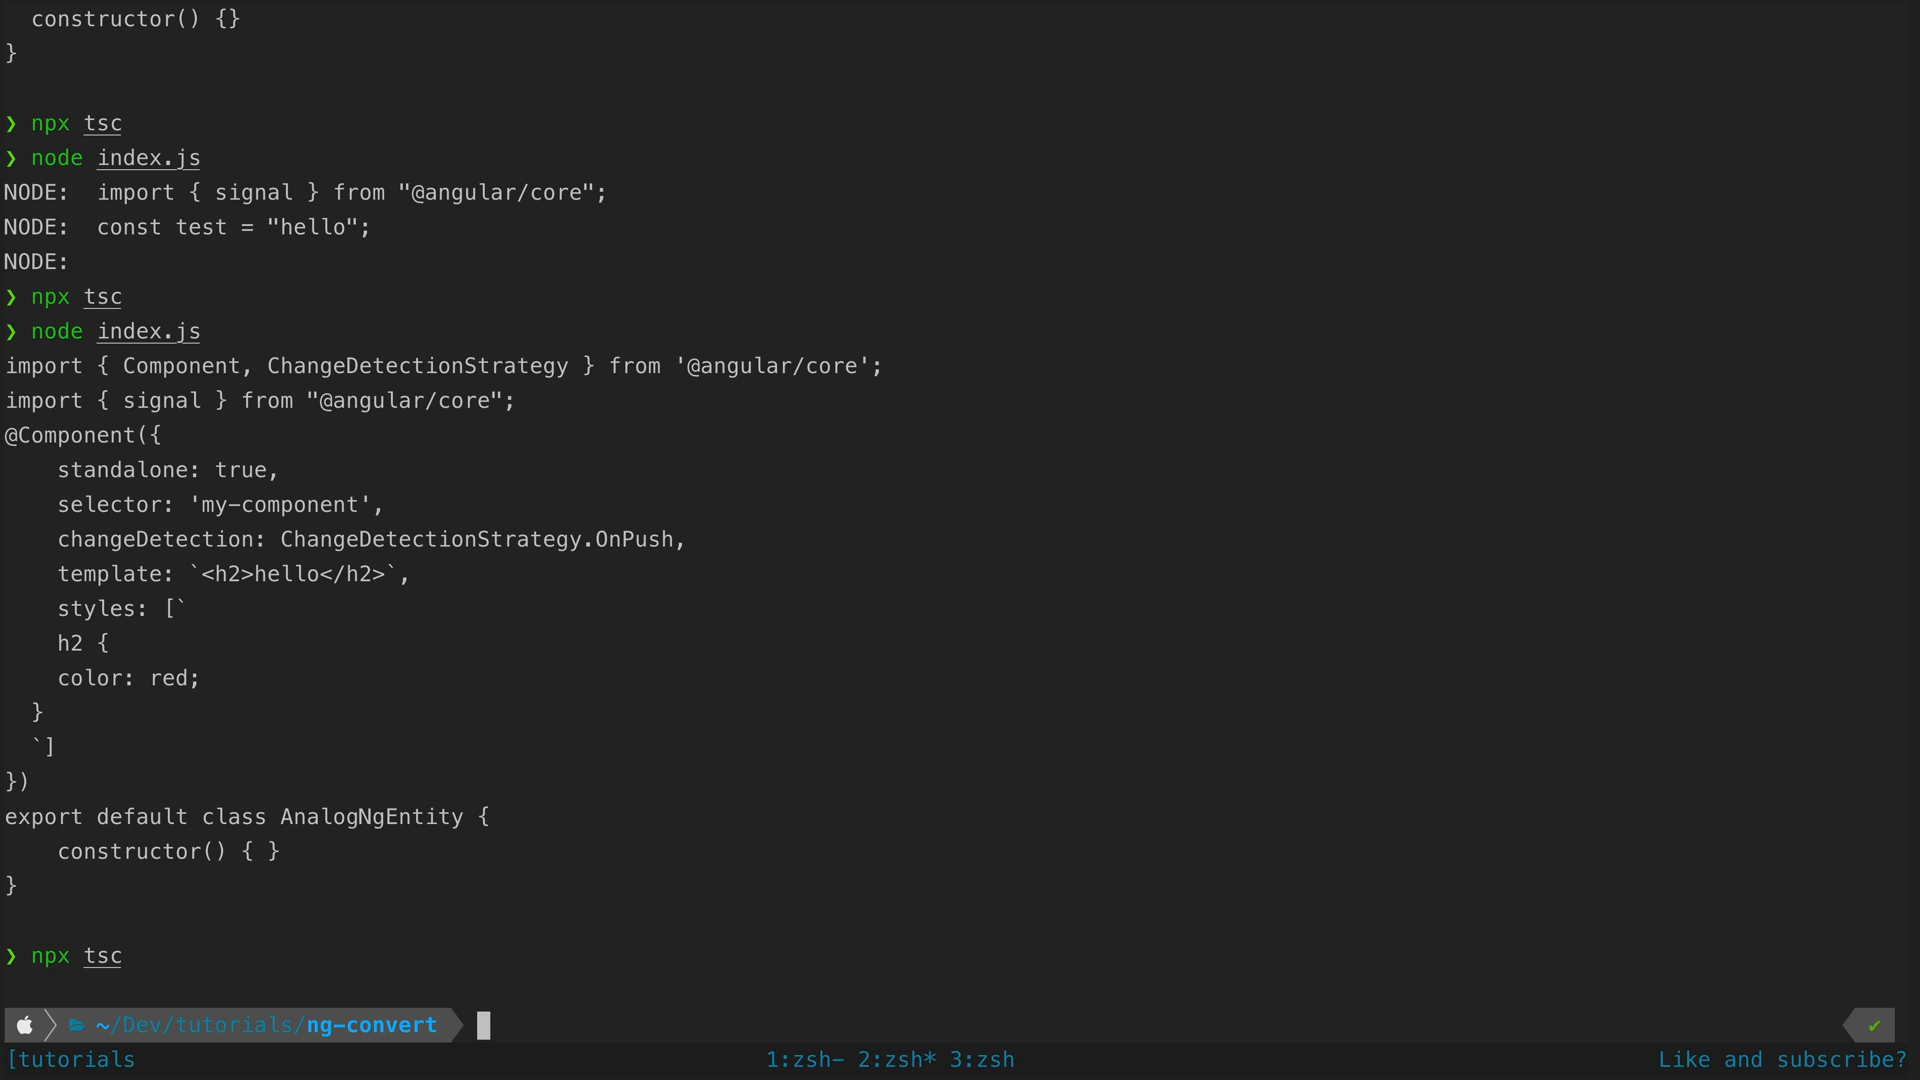 constructor() {}
}
❯ npx tsc
❯ node index.js
NODE:  import { signal } from "@angular/core";
NODE:  const test = "hello";
NODE:
❯ npx tsc
❯ node index.js
import { Component, ChangeDetectionStrategy } from '@angular/core';
import { signal } from "@angular/core";
@Component({
    standalone: true,
    selector: 'my-component',
    changeDetection: ChangeDetectionStrategy.OnPush,
    template: `<h2>hello</h2>`,
    styles: [`
    h2 {
    color: red;
  }
  `]
})
export default class AnalogNgEntity {
    constructor() { }
}
❯ npx tsc
~/Dev/tutorials/ng-convert ✔
[tutorials 1:zsh- 2:zsh* 3:zsh Like and subscribe?